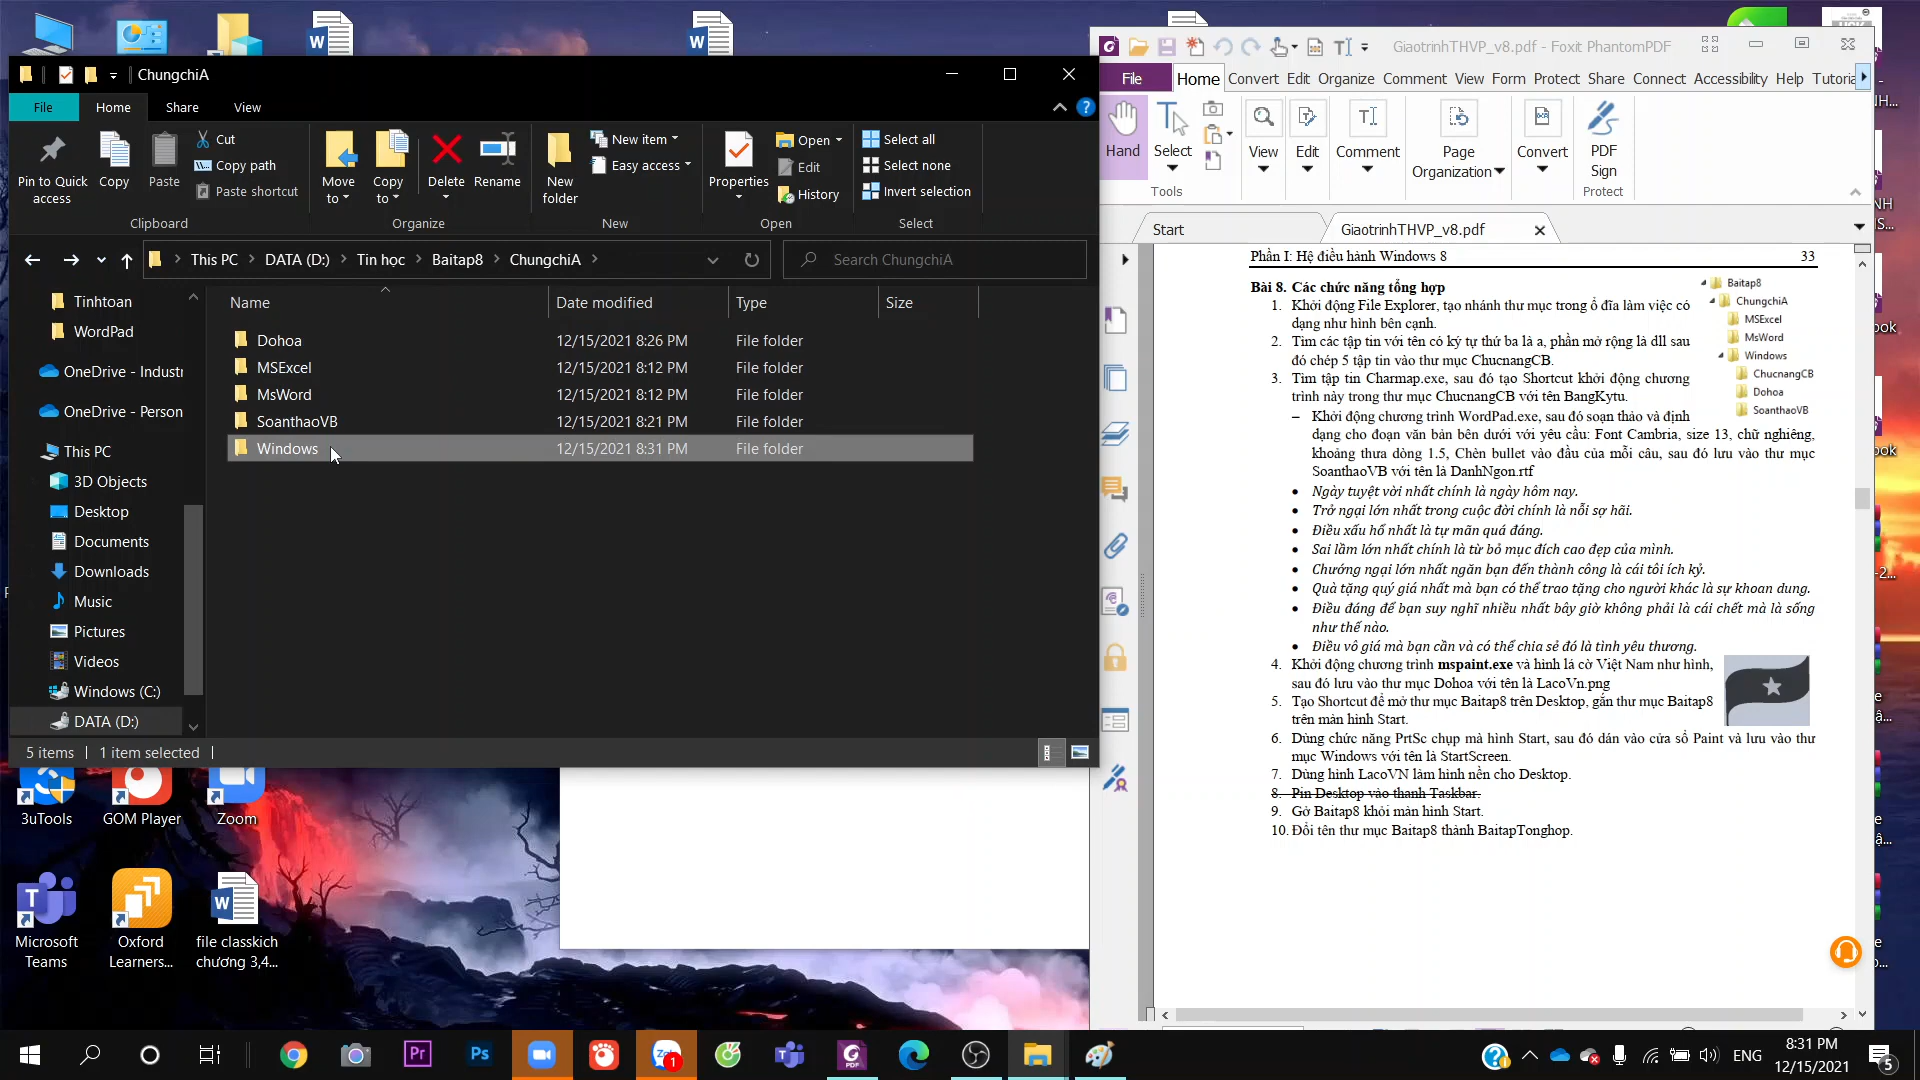 ChungchiA
File
Home
Share
View
Pin to Quick access
Copy
Paste
Cut
Copy path
Paste shortcut
Clipboard
Move to
Copy to
Delete
Rename
Organize
New folder
New item
Easy access
New
Properties
Open
Edit
History
Open
Select all
Select none
Invert selection
Select
This PC
DATA (D:)
Tin học
Baitap8
ChungchiA
Search ChungchiA
Name
Date modified
Type
Size
Dohoa 12/15/2021 8:26 PM File folder
MSExcel 12/15/2021 8:12 PM File folder
MsWord 12/15/2021 8:12 PM File folder
SoanthaoVB 12/15/2021 8:21 PM File folder
Windows 12/15/2021 8:31 PM File folder
Tinhtoan
WordPad
OneDrive - Industr
OneDrive - Person
This PC
3D Objects
Desktop
Documents
Downloads
Music
Pictures
Videos
Windows (C:)
DATA (D:)
5 items
1 item selected
3uTools
GOM Player
Zoom
Microsoft Teams
Oxford Learners...
file classkich chương 3,4...
GiaotrinhTHVP_v8.pdf - Foxit PhantomPDF
File
Home
Convert
Edit
Organize
Comment
View
Form
Protect
Share
Connect
Accessibility
Help
Tutoria
Hand
Select
Tools
View
Edit
Comment
Page Organization
Convert
PDF Sign
Protect
Start
GiaotrinhTHVP_v8.pdf
Phần I: Hệ điều hành Windows 8 33
Bài 8. Các chức năng tổng hợp
1. Khởi động File Explorer, tạo nhánh thư mục trong ổ đĩa làm việc có
dạng như hình bên cạnh.
2. Tìm các tập tin với tên có ký tự thứ ba là a, phần mở rộng là dll sau
đó chép 5 tập tin vào thư mục ChucnangCB.
3. Tìm tập tin Charmap.exe, sau đó tạo Shortcut khởi động chương
trình này trong thư mục ChucnangCB với tên BangKytu.
– Khởi động chương trình WordPad.exe, sau đó soạn thảo và định
dạng cho đoạn văn bản bên dưới với yêu cầu: Font Cambria, size 13, chữ nghiêng,
khoảng thưa dòng 1.5, Chèn bullet vào đầu của mỗi câu, sau đó lưu vào thư mục
SoanthaoVB với tên là DanhNgon.rtf
• Ngày tuyệt vời nhất chính là ngày hôm nay.
• Trở ngại lớn nhất trong cuộc đời chính là nỗi sợ hãi.
• Điều xấu hổ nhất là tự mãn quá đáng.
• Sai lầm lớn nhất chính là từ bỏ mục đích cao đẹp của mình.
• Chướng ngại lớn nhất ngăn bạn đến thành công là cái tôi ích kỷ.
• Quà tặng quý giá nhất mà bạn có thể trao tặng cho người khác là sự khoan dung.
• Điều đáng để bạn suy nghĩ nhiều nhất bây giờ không phải là cái chết mà là sống
như thế nào.
• Điều vô giá mà bạn cần và có thể chia sẻ đó là tình yêu thương.
4. Khởi động chương trình mspaint.exe và hình lá cờ Việt Nam như hình,
sau đó lưu vào thư mục Dohoa với tên là LacoVn.png
5. Tạo Shortcut để mở thư mục Baitap8 trên Desktop, gắn thư mục Baitap8
trên màn hình Start.
6. Dùng chức năng PrtSc chụp mà hình Start, sau đó dán vào cửa sổ Paint và lưu vào thư
mục Windows với tên là StartScreen.
7. Dùng hình LacoVN làm hình nền cho Desktop.
8. Pin Desktop vào thanh Taskbar.
9. Gở Baitap8 khỏi màn hình Start.
10. Đổi tên thư mục Baitap8 thành BaitapTonghop.
Baitap8
ChungchiA
MSExcel
MsWord
Windows
ChucnangCB
Dohoa
SoanthaoVB
ENG
8:31 PM
12/15/2021
5